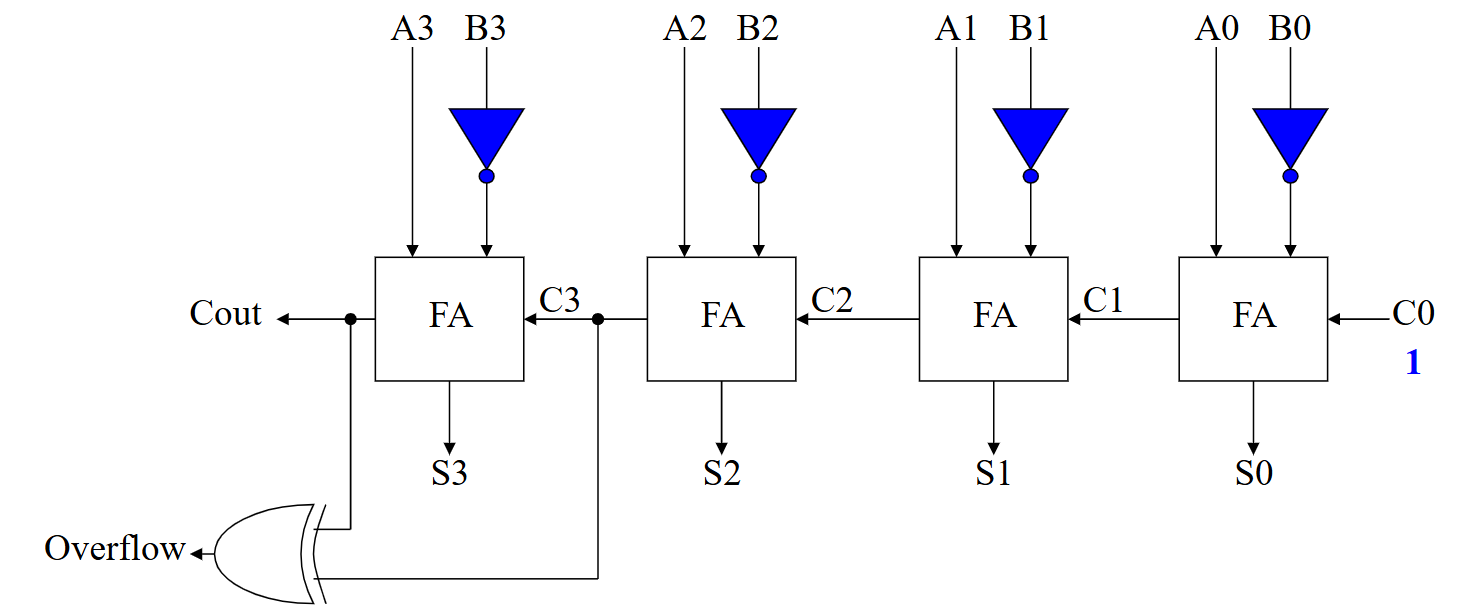 A3 B3 A2 B2 A1 B1 A0 B0
Cout FA C3 FA C2 FA C1 FA C0
1
S3 S2 S1 S0
Overflow